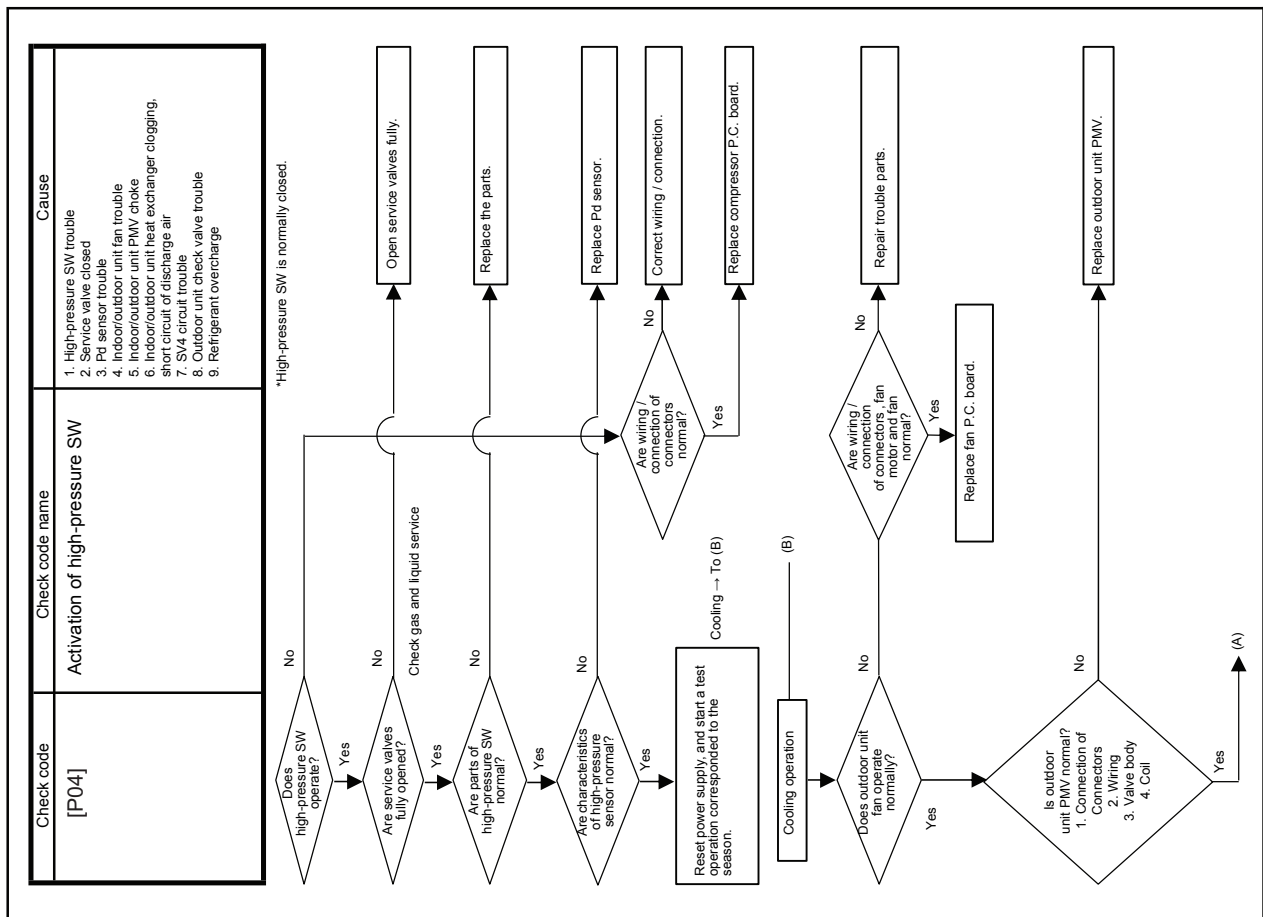 Check code
Check code name
Cause
[P04]
Activation of high-pressure SW
1. High-pressure SW trouble
2. Service valve closed
3. Pd sensor trouble
4. Indoor/outdoor unit fan trouble
5. Indoor/outdoor unit PMV choke
6. Indoor/outdoor unit heat exchanger clogging,
short circuit of discharge air
7. SV4 circuit trouble
8. Outdoor unit check valve trouble
9. Refrigerant overcharge
*High-pressure SW is normally closed.
Does
high-pressure SW
operate?
No
Yes
Are service valves
fully opened?
No
Check gas and liquid service
Open service valves fully.
Yes
Are parts of
high-pressure SW
normal?
No
Replace the parts.
Yes
Are characteristics
of high-pressure
sensor normal?
No
Replace Pd sensor.
Yes
Are wiring /
connection of
connectors
normal?
No
Correct wiring / connection.
Yes
Replace compressor P.C. board.
Reset power supply, and start a test
operation corresponded to the
season.
Cooling → To (B)
Cooling operation
(B)
Does outdoor unit
fan operate
normally?
No
Yes
Are wiring /
connection
of connectors, fan
motor and fan
normal?
No
Repair trouble parts.
Yes
Replace fan P.C. board.
Is outdoor
unit PMV normal?
1. Connection of
Connectors
2. Wiring
3. Valve body
4. Coil
No
Replace outdoor unit PMV.
Yes
(A)